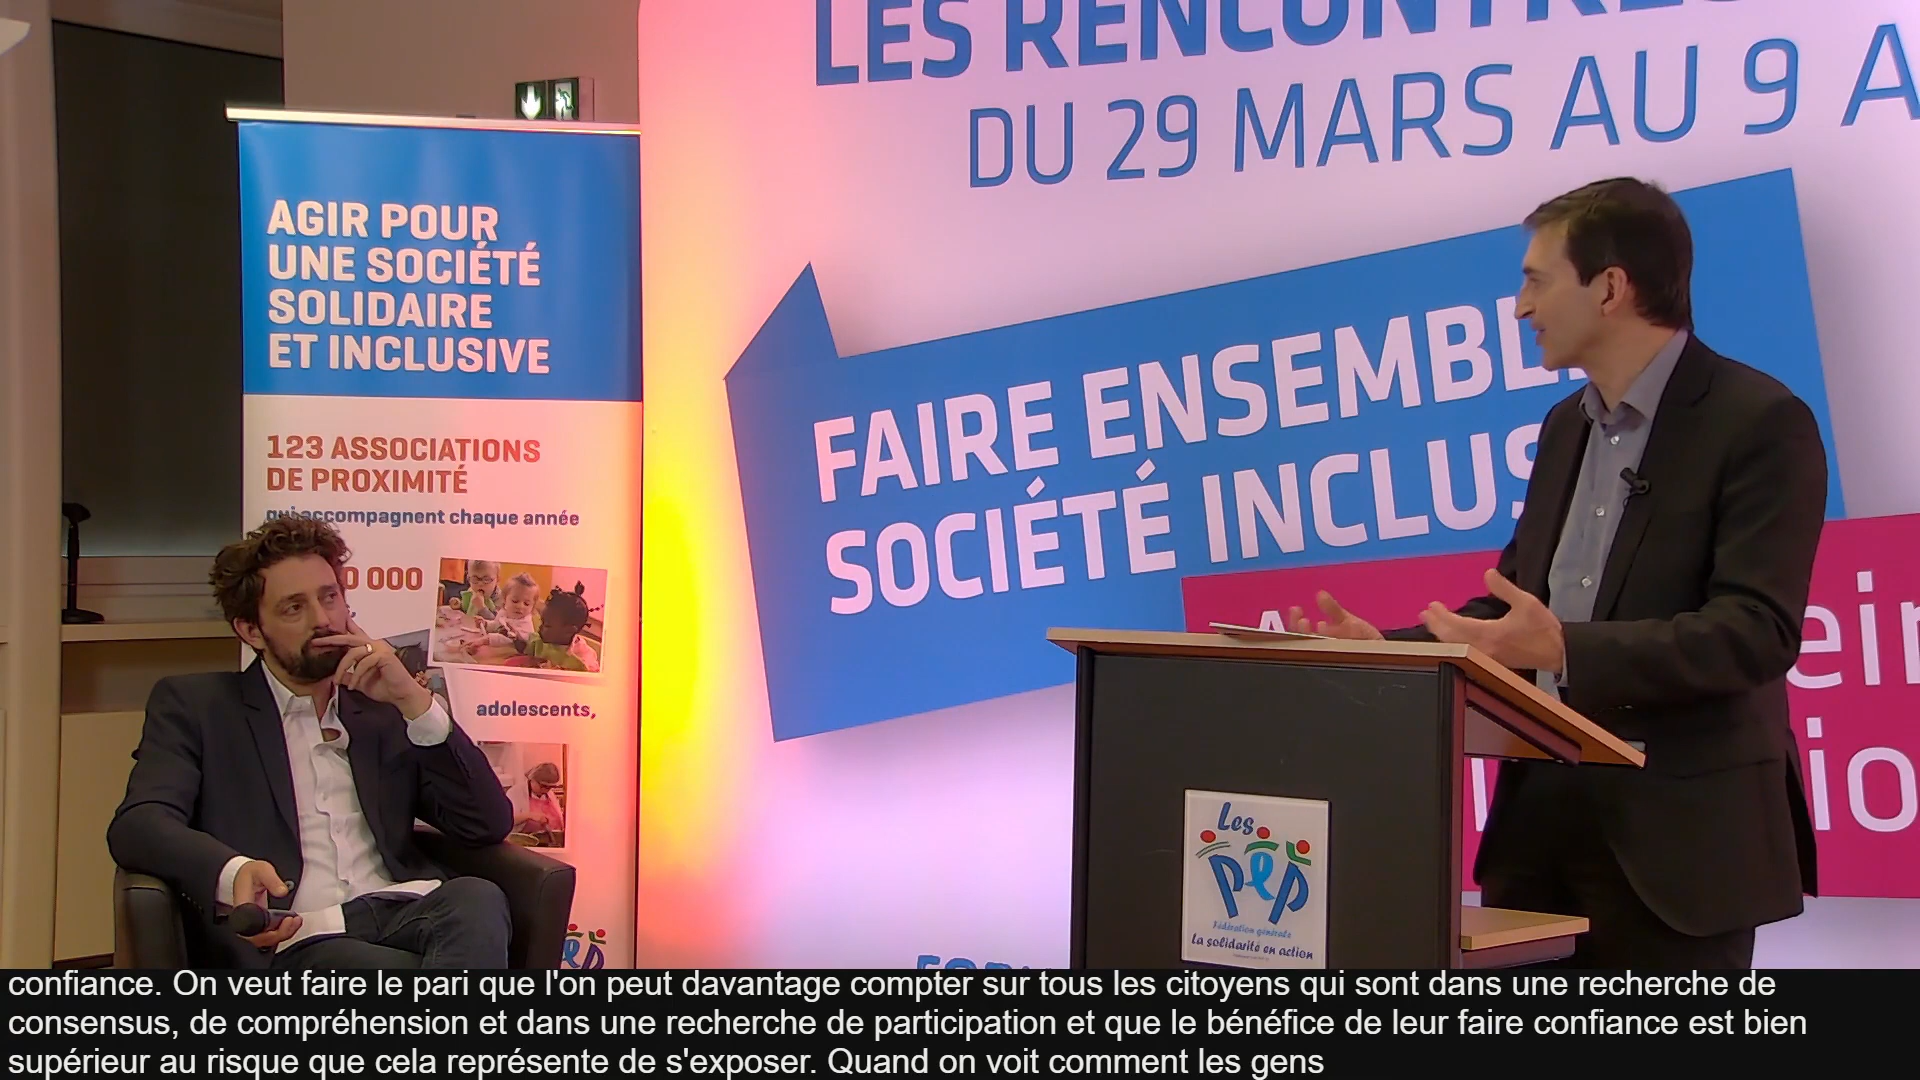 LES RENCONTRES
DU 29 MARS AU 9 A
AGIR POUR
UNE SOCIÉTÉ
SOLIDAIRE
ET INCLUSIVE
123 ASSOCIATIONS
DE PROXIMITÉ
qui accompagnent chaque année
0 000
adolescents,
FAIRE ENSEMBLE
SOCIÉTÉ INCLUS
A
ein
io
Les
pep
Fédération générale
La solidarité en action
confiance. On veut faire le pari que l'on peut davantage compter sur tous les citoyens qui sont dans une recherche de
consensus, de compréhension et dans une recherche de participation et que le bénéfice de leur faire confiance est bien
supérieur au risque que cela représente de s'exposer. Quand on voit comment les gens